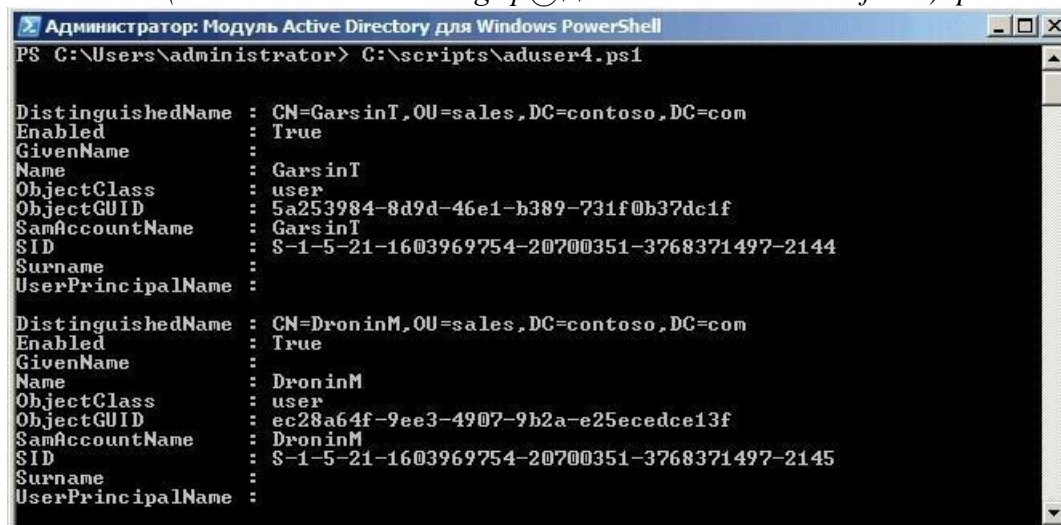 Администратор: Модуль Active Directory для Windows PowerShell
PS C:\Users\administrator> C:\scripts\aduser4.ps1
DistinguishedName : CN=GarsinT,OU=sales,DC=contoso,DC=com
Enabled : True
GivenName :
Name : GarsinT
ObjectClass : user
ObjectGUID : 5a253984-8d9d-46e1-b389-731f0b37dc1f
SamAccountName : GarsinT
SID : S-1-5-21-1603969754-20700351-3768371497-2144
Surname :
UserPrincipalName :
DistinguishedName : CN=DroninM,OU=sales,DC=contoso,DC=com
Enabled : True
GivenName :
Name : DroninM
ObjectClass : user
ObjectGUID : ec28a64f-9ee3-4907-9b2a-e25ecedce13f
SamAccountName : DroninM
SID : S-1-5-21-1603969754-20700351-3768371497-2145
Surname :
UserPrincipalName :